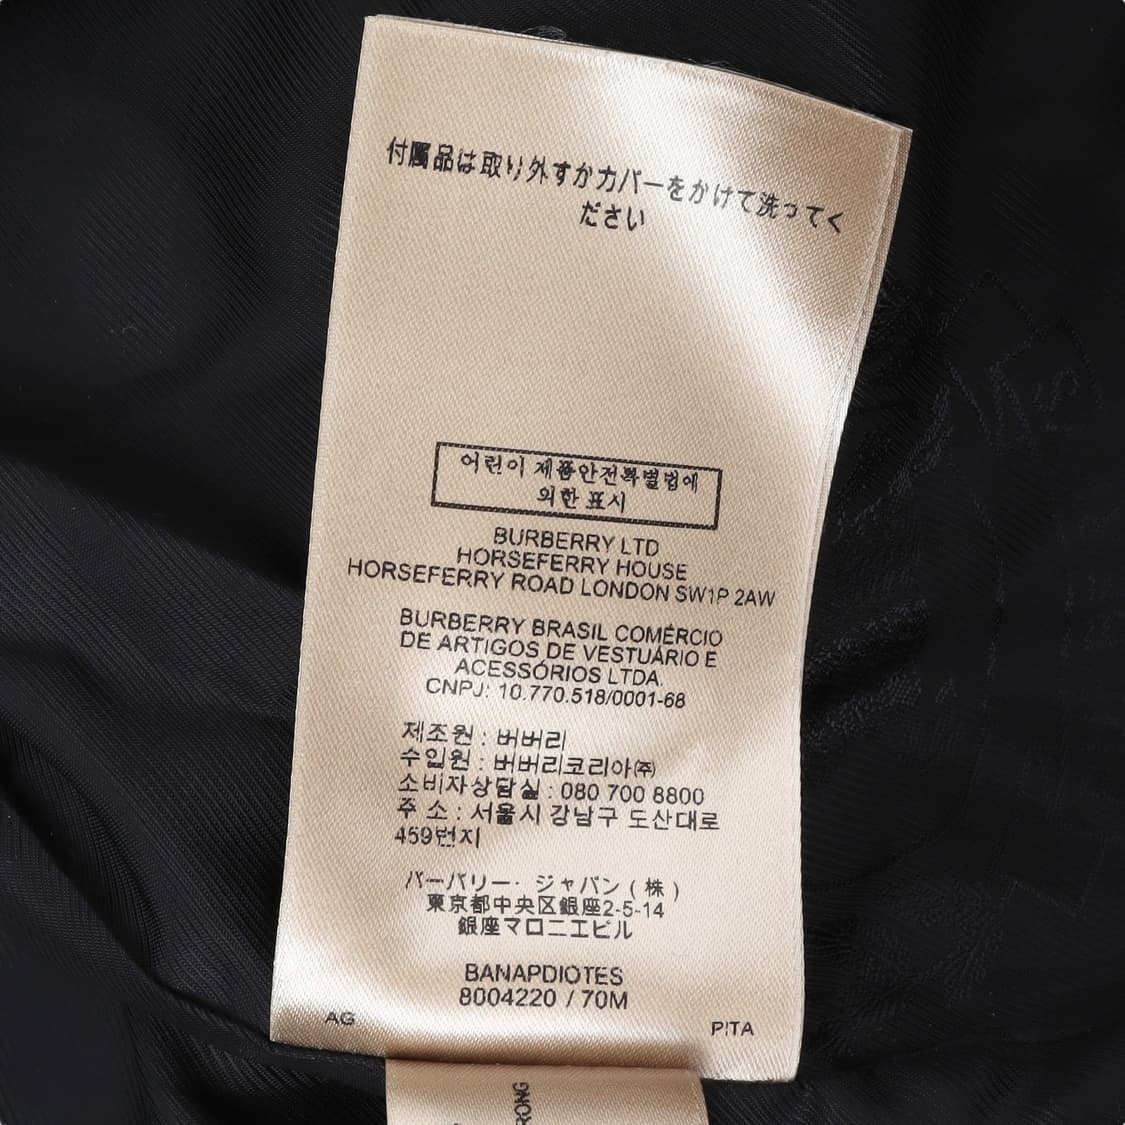 付属品は取り外すかカバーをかけて洗ってく
ださい
어린이 제품안전특별법에
의한 표시
BURBERRY LTD
HORSEFERRY HOUSE
HORSEFERRY ROAD LONDON SW1P 2AW
BURBERRY BRASIL COMÉRCIO
DE ARTIGOS DE VESTUÁRIO E
ACESSÓRIOS LTDA.
CNPJ: 10.770.518/0001-68
제조원 : 버버리
수입원 : 버버리코리아㈜
소비자상담실 : 080 700 8800
주 소 : 서울시 강남구 도산대로
459번지
バーバリー・ジャパン(株)
東京都中央区銀座2-5-14
銀座マロニエビル
BANAPDIOTES
8004220 / 70M
AG
PITA
RONG